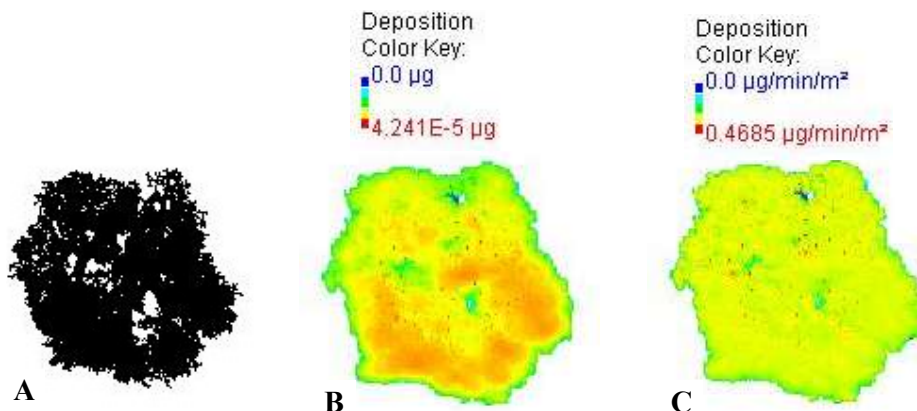 Deposition
Color Key:
0.0 µg
4.241E-5 µg
Deposition
Color Key:
0.0 µg/min/m²
0.4685 µg/min/m²
A
B
C